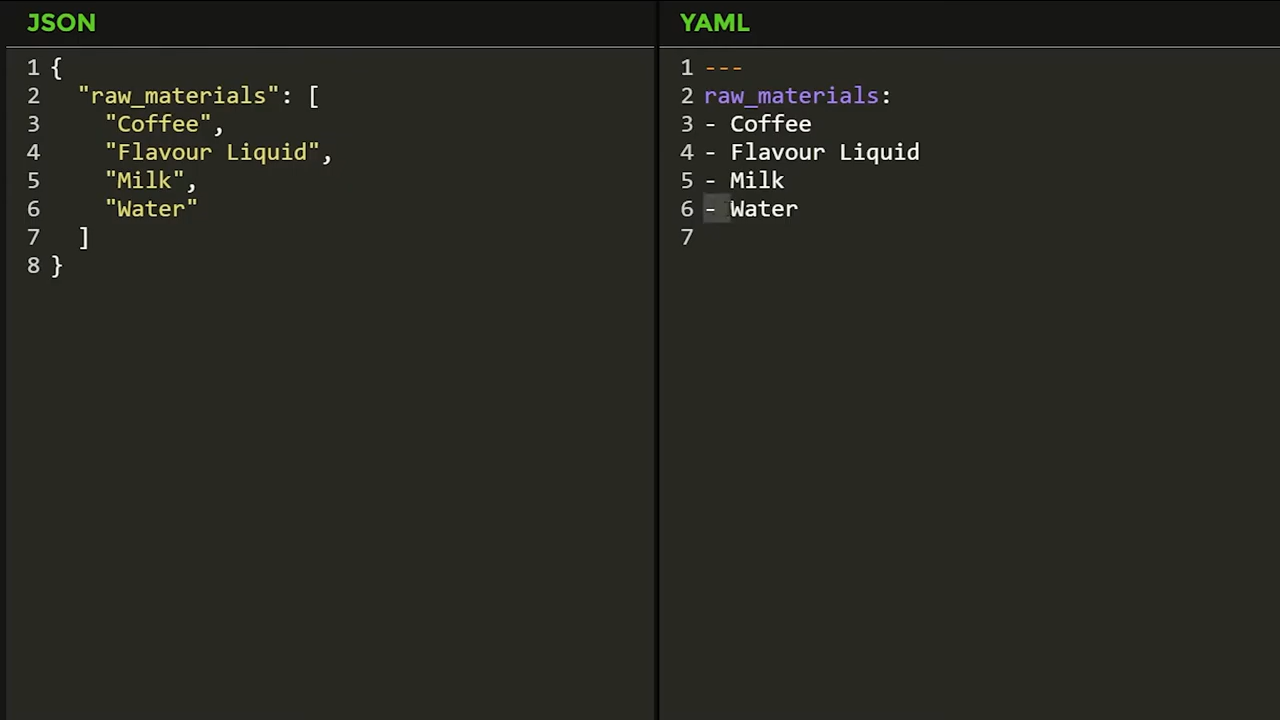 JSON
1 {
2   "raw_materials": [
3     "Coffee",
4     "Flavour Liquid",
5     "Milk",
6     "Water"
7   ]
8 }
YAML
1 ---
2 raw_materials:
3 - Coffee
4 - Flavour Liquid
5 - Milk
6 - Water
7